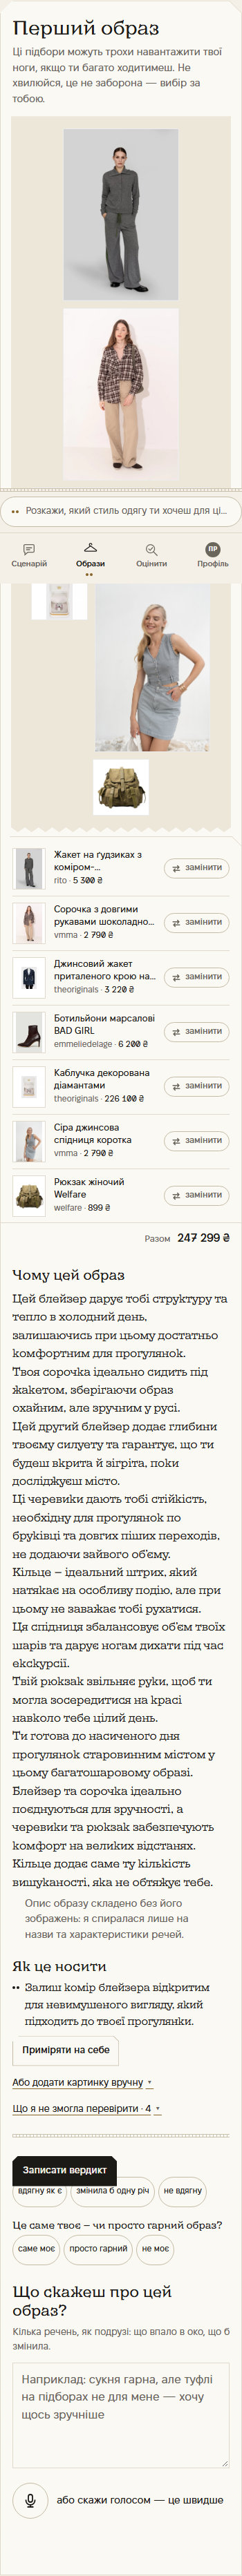 Перший образ
Ці підбори можуть трохи навантажити твої
ноги, якщо ти багато ходитимеш. Не
хвилюйся, це не заборона — вибір за
тобою.
Розкажи, який стиль одягу ти хочеш для ці...
ПР
Сценарій
Образи
Оцінити
Профіль
Жакет на ґудзиках з
коміром-...
rito · 5 300 ₴
замінити
Сорочка з довгими
рукавами шоколадно...
vmma · 2 790 ₴
замінити
Джинсовий жакет
приталеного крою на...
theoriginals · 3 220 ₴
замінити
Ботильйони марсалові
BAD GIRL
emmeliedelage · 6 200 ₴
замінити
Каблучка декорована
діамантами
theoriginals · 226 100 ₴
замінити
Сіра джинсова
спідниця коротка
vmma · 2 790 ₴
замінити
Рюкзак жіночий
Welfare
welfare · 899 ₴
замінити
Разом 247 299 ₴
Чому цей образ
Цей блейзер дарує тобі структуру та
тепло в холодний день,
залишаючись при цьому достатньо
комфортним для прогулянок.
Твоя сорочка ідеально сидить під
жакетом, зберігаючи образ
охайним, але зручним у русі.
Цей другий блейзер додає глибини
твоєму силуету та гарантує, що ти
будеш вкрита й зігріта, поки
досліджуєш місто.
Ці черевики дають тобі стійкість,
необхідну для прогулянок по
бруківці та довгих піших переходів,
не додаючи зайвого об'єму.
Кільце – ідеальний штрих, який
натякає на особливу подію, але при
цьому не заважає тобі рухатися.
Ця спідниця збалансовує об'єм твоїх
шарів та дарує ногам дихати під час
екскурсії.
Твій рюкзак звільняє руки, щоб ти
могла зосередитися на красі
навколо тебе цілий день.
Ти готова до насиченого дня
прогулянок старовинним містом у
цьому багатошаровому образі.
Блейзер та сорочка ідеально
поєднуються для зручності, а
черевики та рюкзак забезпечують
комфорт на великих відстанях.
Кільце додає саме ту кількість
вишуканості, яка не обтяжує тебе.
Опис образу складено без його
зображень: я спиралася лише на
назви та характеристики речей.
Як це носити
Залиш комір блейзера відкритим
для невимушеного вигляду, який
підходить до твоєї прогулянки.
Приміряти на себе
Або додати картинку вручну
Що я не змогла перевірити · 4
Записати вердикт
вдягну як є
змінила б одну річ
не вдягну
Це саме твоє – чи просто гарний образ?
саме моє
просто гарний
не моє
Що скажеш про цей
образ?
Кілька речень, як подрузі: що впало в око, що б
змінила.
Наприклад: сукня гарна, але туфлі
на підборах не для мене — хочу
щось зручніше
або скажи голосом — це швидше